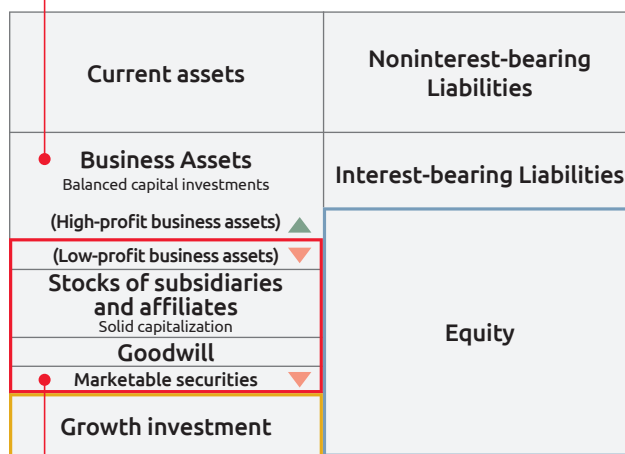 Current assets
Noninterest-bearing
Liabilities
Business Assets
Balanced capital investments
(High-profit business assets)
(Low-profit business assets)
Stocks of subsidiaries
and affiliates
Solid capitalization
Goodwill
Marketable securities
Growth investment
Interest-bearing Liabilities
Equity